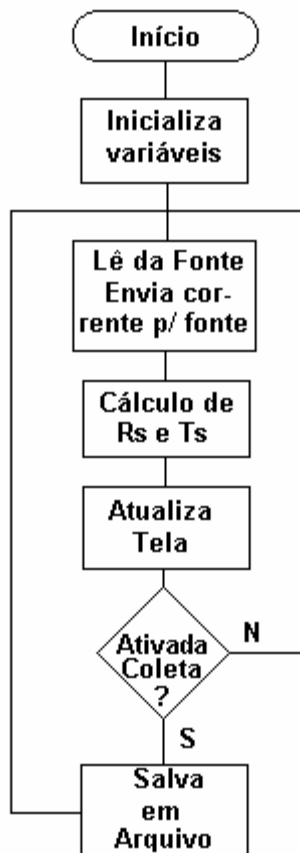 Início
Inicializa
variáveis
Lê da Fonte
Envia cor-
rente p/ fonte
Cálculo de
Rs e Ts
Atualiza
Tela
Ativada
Coleta
?
N
S
Salva
em
Arquivo